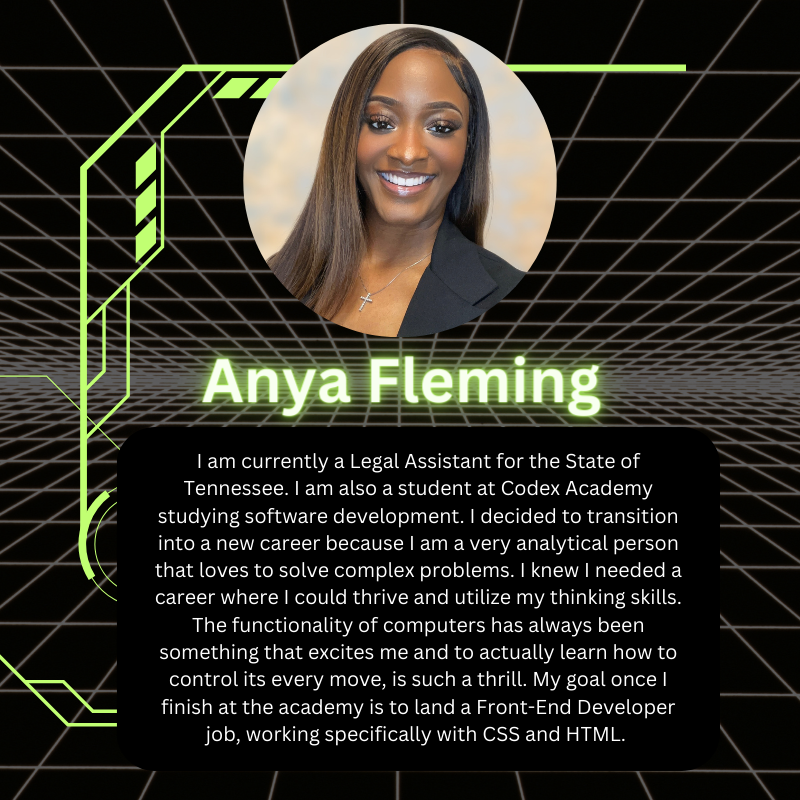 Anya Fleming
I am currently a Legal Assistant for the State of
Tennessee. I am also a student at Codex Academy
studying software development. I decided to transition
into a new career because I am a very analytical person
that loves to solve complex problems. I knew I needed a
career where I could thrive and utilize my thinking skills.
The functionality of computers has always been
something that excites me and to actually learn how to
control its every move, is such a thrill. My goal once I
finish at the academy is to land a Front-End Developer
job, working specifically with CSS and HTML.